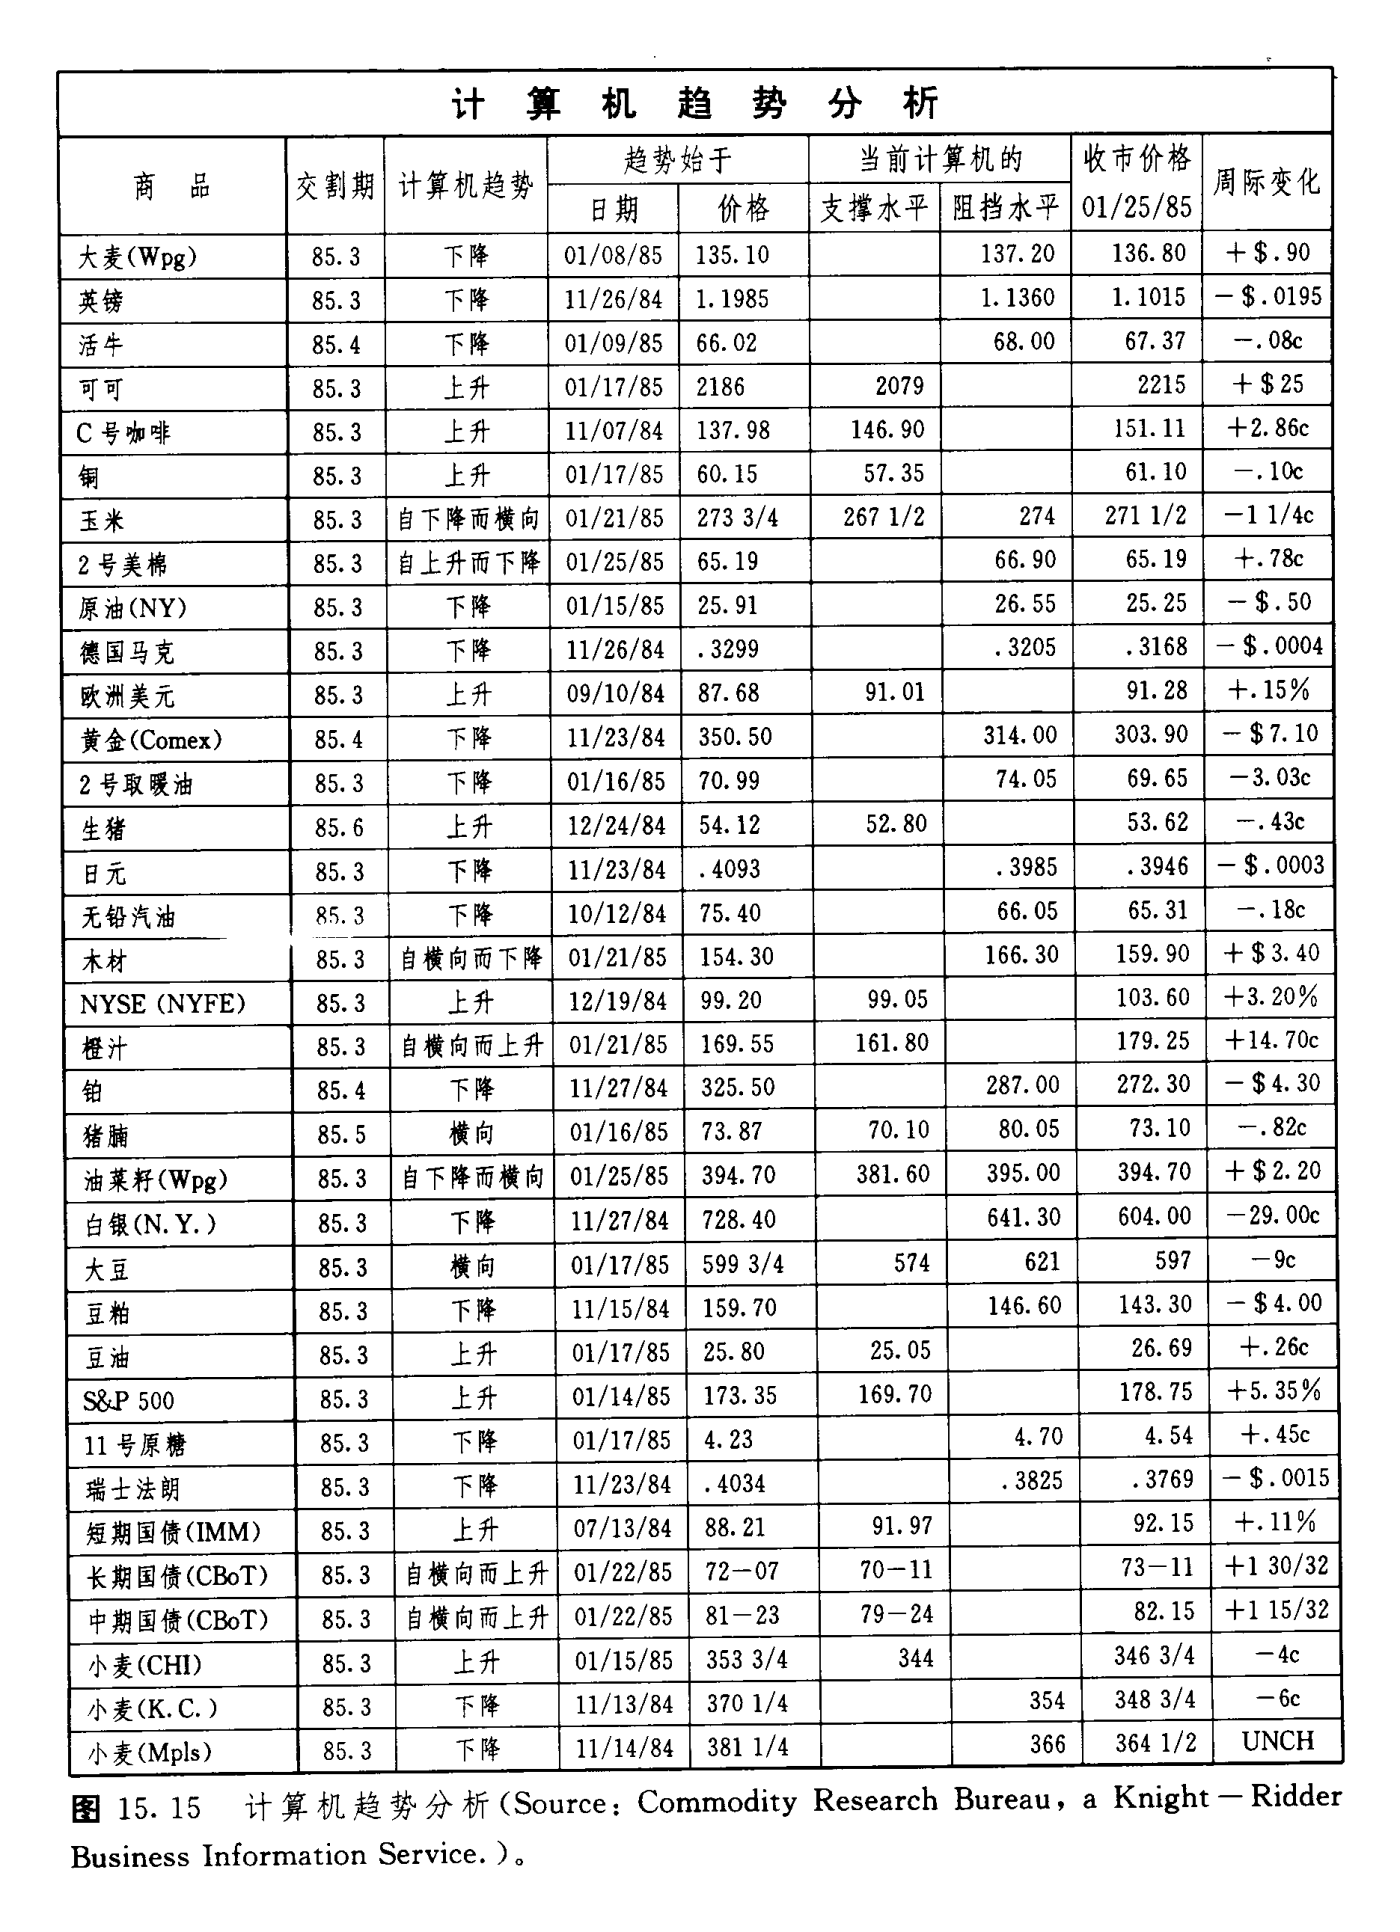 计算机趋势分析
商品 交割期 计算机趋势 趋势始于 当前计算机的 收市价格 周际变化
日期 价格 支撑水平 阻挡水平 01/25/85
大麦(Wpg) 85.3 下降 01/08/85 135.10 137.20 136.80 +$.90
英镑 85.3 下降 11/26/84 1.1985 1.1360 1.1015 -$.0195
活牛 85.4 下降 01/09/85 66.02 68.00 67.37 -.08c
可可 85.3 上升 01/17/85 2186 2079 2215 +$25
C号咖啡 85.3 上升 11/07/84 137.98 146.90 151.11 +2.86c
铜 85.3 上升 01/17/85 60.15 57.35 61.10 -.10c
玉米 85.3 自下降而横向 01/21/85 273 3/4 267 1/2 274 271 1/2 -1 1/4c
2号美棉 85.3 自上升而下降 01/25/85 65.19 66.90 65.19 +.78c
原油(NY) 85.3 下降 01/15/85 25.91 26.55 25.25 -$.50
德国马克 85.3 下降 11/26/84 .3299 .3205 .3168 -$.0004
欧洲美元 85.3 上升 09/10/84 87.68 91.01 91.28 +.15%
黄金(Comex) 85.4 下降 11/23/84 350.50 314.00 303.90 -$7.10
2号取暖油 85.3 下降 01/16/85 70.99 74.05 69.65 -3.03c
生猪 85.6 上升 12/24/84 54.12 52.80 53.62 -.43c
日元 85.3 下降 11/23/84 .4093 .3985 .3946 -$.0003
无铅汽油 85.3 下降 10/12/84 75.40 66.05 65.31 -.18c
木材 85.3 自横向而下降 01/21/85 154.30 166.30 159.90 +$3.40
NYSE (NYFE) 85.3 上升 12/19/84 99.20 99.05 103.60 +3.20%
橙汁 85.3 自横向而上升 01/21/85 169.55 161.80 179.25 +14.70c
铂 85.4 下降 11/27/84 325.50 287.00 272.30 -$4.30
猪腩 85.5 横向 01/16/85 73.87 70.10 80.05 73.10 -.82c
油菜籽(Wpg) 85.3 自下降而横向 01/25/85 394.70 381.60 395.00 394.70 +$2.20
白银(N.Y.) 85.3 下降 11/27/84 728.40 641.30 604.00 -29.00c
大豆 85.3 横向 01/17/85 599 3/4 574 621 597 -9c
豆粕 85.3 下降 11/15/84 159.70 146.60 143.30 -$4.00
豆油 85.3 上升 01/17/85 25.80 25.05 26.69 +.26c
S&P 500 85.3 上升 01/14/85 173.35 169.70 178.75 +5.35%
11号原糖 85.3 下降 01/17/85 4.23 4.70 4.54 +.45c
瑞士法朗 85.3 下降 11/23/84 .4034 .3825 .3769 -$.0015
短期国债(IMM) 85.3 上升 07/13/84 88.21 91.97 92.15 +.11%
长期国债(CBoT) 85.3 自横向而上升 01/22/85 72-07 70-11 73-11 +1 30/32
中期国债(CBoT) 85.3 自横向而上升 01/22/85 81-23 79-24 82.15 +1 15/32
小麦(CHI) 85.3 上升 01/15/85 353 3/4 344 346 3/4 -4c
小麦(K.C.) 85.3 下降 11/13/84 370 1/4 354 348 3/4 -6c
小麦(Mpls) 85.3 下降 11/14/84 381 1/4 366 364 1/2 UNCH
图 15.15 计算机趋势分析(Source: Commodity Research Bureau, a Knight-Ridder
Business Information Service.)。